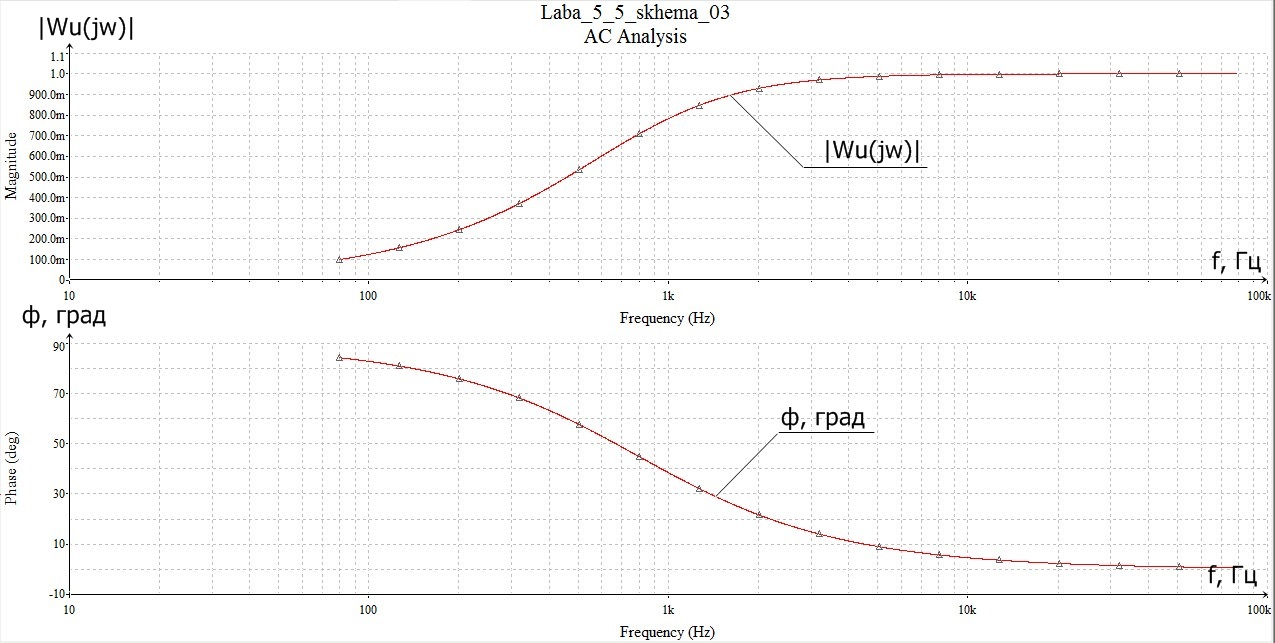 Laba_5_5_skhema_03
AC Analysis
|Wu(jw)|
Magnitude
1.1
1.0
900.0m
800.0m
700.0m
600.0m
500.0m
400.0m
300.0m
200.0m
100.0m
0
|Wu(jw)|
f, Гц
10 100 1k 10k 100k
Frequency (Hz)
ф, град
Phase (deg)
90
70
50
30
10
-10
ф, град
f, Гц
10 100 1k 10k 100k
Frequency (Hz)